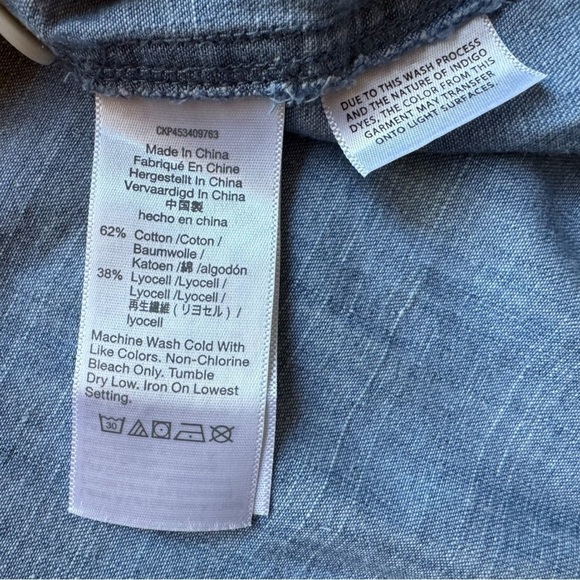 CKP453409763
Made In China
Fabriqué En Chine
Hergestellt In China
Vervaardigd In China
中国製
hecho en china
62% Cotton /Coton /
Baumwolle /
Katoen /綿 /algodón
38% Lyocell /Lyocell /
Lyocell /Lyocell /
再生繊維 ( リヨセル ) /
lyocell
Machine Wash Cold With
Like Colors. Non-Chlorine
Bleach Only. Tumble
Dry Low. Iron On Lowest
Setting.
30
DUE TO THIS WASH PROCESS
AND THE NATURE OF INDIGO
DYES, THE COLOR FROM THIS
GARMENT MAY TRANSFER
ONTO LIGHT SURFACES.